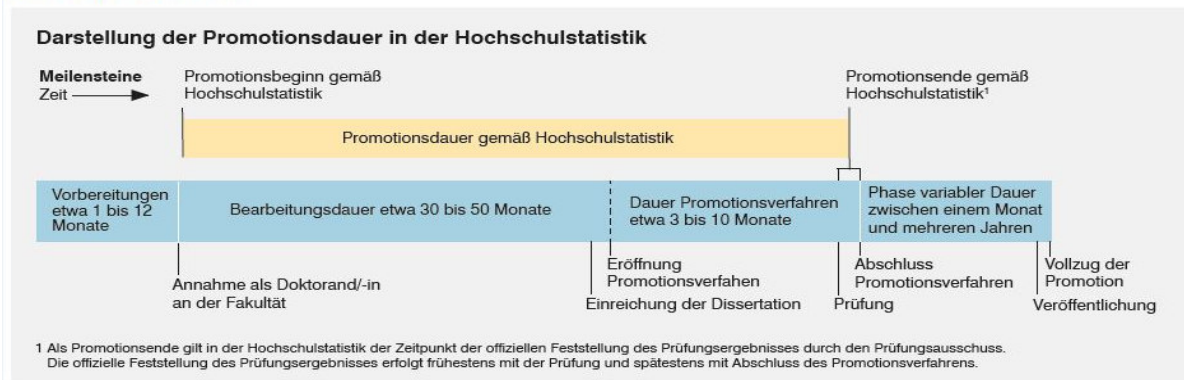 Darstellung der Promotionsdauer in der Hochschulstatistik
Meilensteine
Zeit
Promotionsbeginn gemäß
Hochschulstatistik
Promotionsende gemäß
Hochschulstatistik¹
Promotionsdauer gemäß Hochschulstatistik
Vorbereitungen
etwa 1 bis 12
Monate
Bearbeitungsdauer etwa 30 bis 50 Monate
Dauer Promotionsverfahren
etwa 3 bis 10 Monate
Phase variabler Dauer
zwischen einem Monat
und mehreren Jahren
Annahme als Doktorand/-in
an der Fakultät
Eröffnung
Promotionsverfahen
Einreichung der Dissertation
Abschluss
Promotionsverfahren
Prüfung
Vollzug der
Promotion
Veröffentlichung
1 Als Promotionsende gilt in der Hochschulstatistik der Zeitpunkt der offiziellen Feststellung des Prüfungsergebnisses durch den Prüfungsausschuss.
Die offizielle Feststellung des Prüfungsergebnisses erfolgt frühestens mit der Prüfung und spätestens mit Abschluss des Promotionsverfahrens.